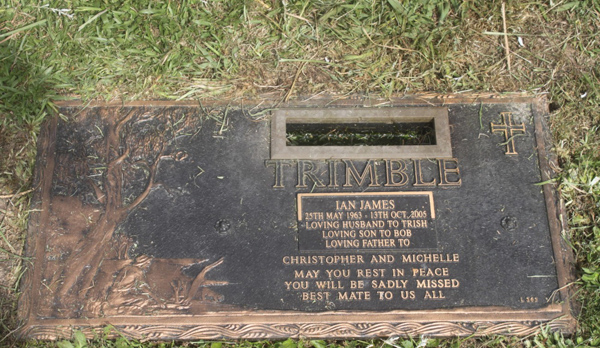 TRIMBLE
IAN JAMES
25TH MAY 1963 - 13TH OCT, 2005
LOVING HUSBAND TO TRISH
LOVING SON TO BOB
LOVING FATHER TO
CHRISTOPHER AND MICHELLE
MAY YOU REST IN PEACE
YOU WILL BE SADLY MISSED
BEST MATE TO US ALL